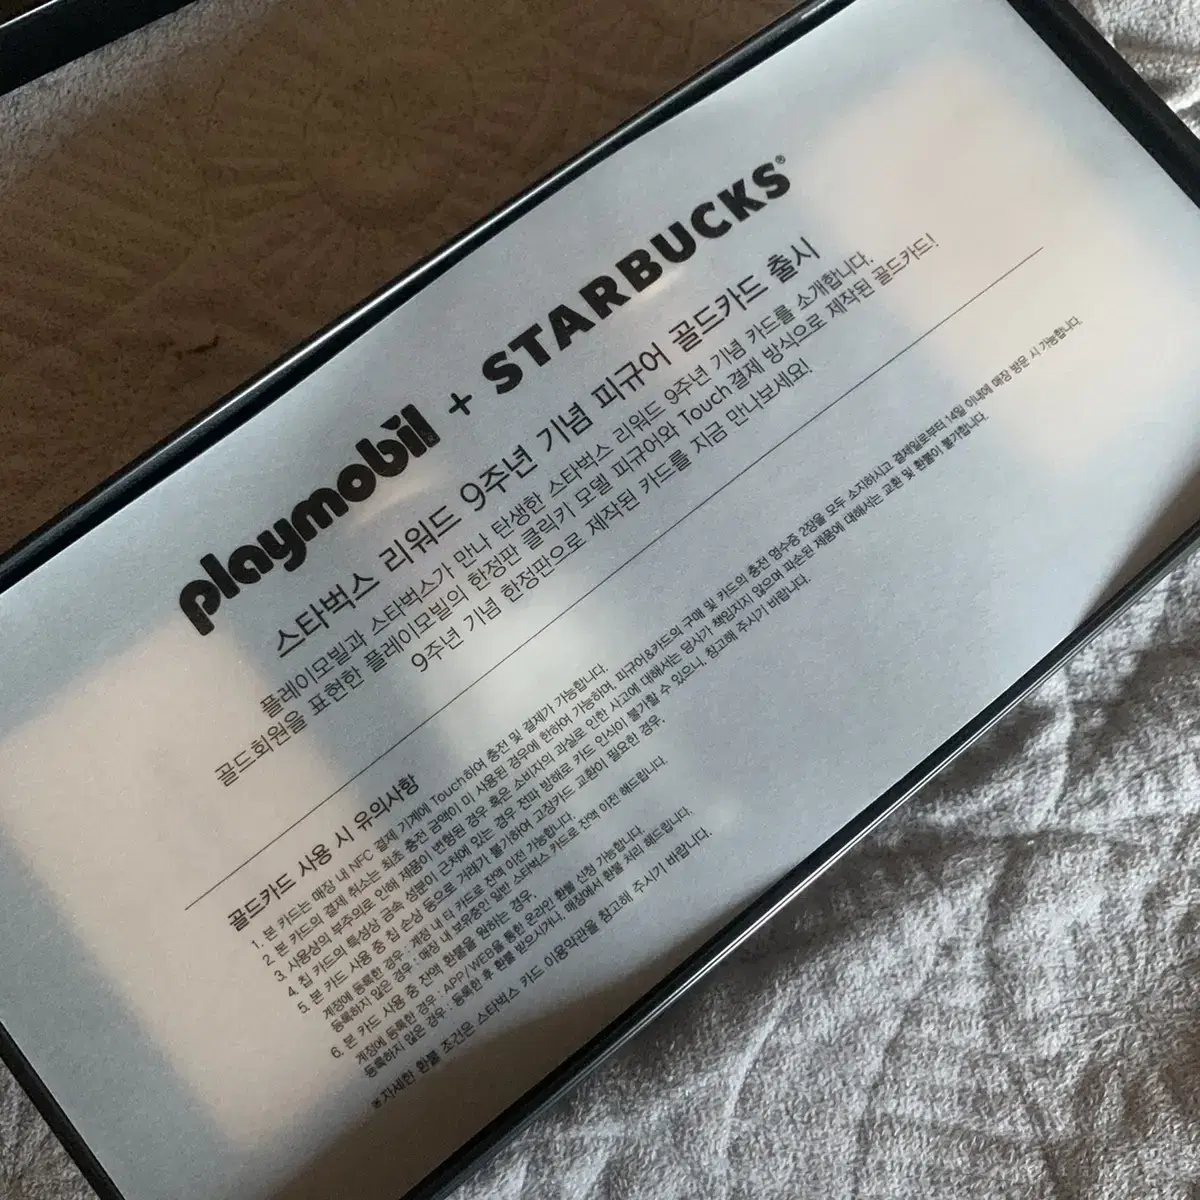 playmobil + STARBUCKS®
스타벅스 리워드 9주년 기념 피규어 골드카드 출시
플레이모빌과 스타벅스가 만나 탄생한 스타벅스 리워드 9주년 기념 카드를 소개합니다.
골드회원을 표현한 플레이모빌의 한정판 클릭키 모델 피규어와 Touch결제 방식으로 제작된 골드카드!
9주년 기념 한정판으로 제작된 카드를 지금 만나보세요!
골드카드 사용 시 유의사항
1. 본 카드는 매장 내 NFC 결제 기계에 Touch하여 충전 및 결제가 가능합니다.
2. 본 카드의 결제 취소는 최초 충전 금액이 미 사용된 경우에 한하여 가능하며, 피규어&카드의 구매 및 카드의 충전 영수증 2장을 모두 소지하시고 결제일로부터 14일 이내에 매장 방문 시 가능합니다.
3. 사용상의 부주의로 인해 제품이 변형된 경우 혹은 소비자의 과실로 인한 사고에 대해서는 당사가 책임지지 않으며 파손된 제품에 대해서는 교환 및 환불이 불가합니다.
4. 칩 카드의 특성상 금속 성분이 근처에 있는 경우 전파 방해로 카드 인식이 불가할 수 있으니, 참고해 주시기 바랍니다.
5. 본 카드 사용 중 칩 손상 등으로 거래가 불가하여 고장카드 교환이 필요한 경우.
계정에 등록한 경우 : 계정 내 타 카드로 잔액 이전 가능합니다.
등록하지 않은 경우 : 매장 내 보유중인 일반 스타벅스 카드로 잔액 이전 해드립니다.
6. 본 카드 사용 중 잔액 환불을 원하는 경우.
계정에 등록한 경우 : APP/WEB을 통한 온라인 환불 신청 가능합니다.
등록하지 않은 경우 : 등록한 후 환불 받으시거나, 매장에서 환불 처리 해드립니다.
※자세한 환불 조건은 스타벅스 카드 이용약관을 참고해 주시기 바랍니다.